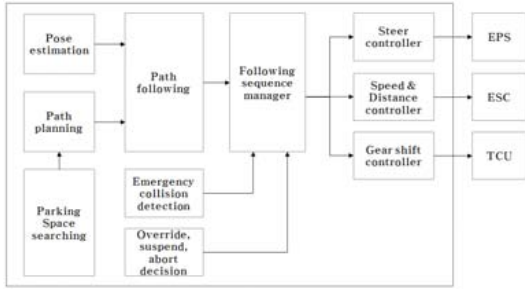 Pose
estimation
Path
planning
Parking
Space
searching
Path
following
Emergency
collision
detection
Override,
suspend,
abort
decision
Following
sequence
manager
Steer
controller
Speed &
Distance
controller
Gear shift
controller
EPS
ESC
TCU